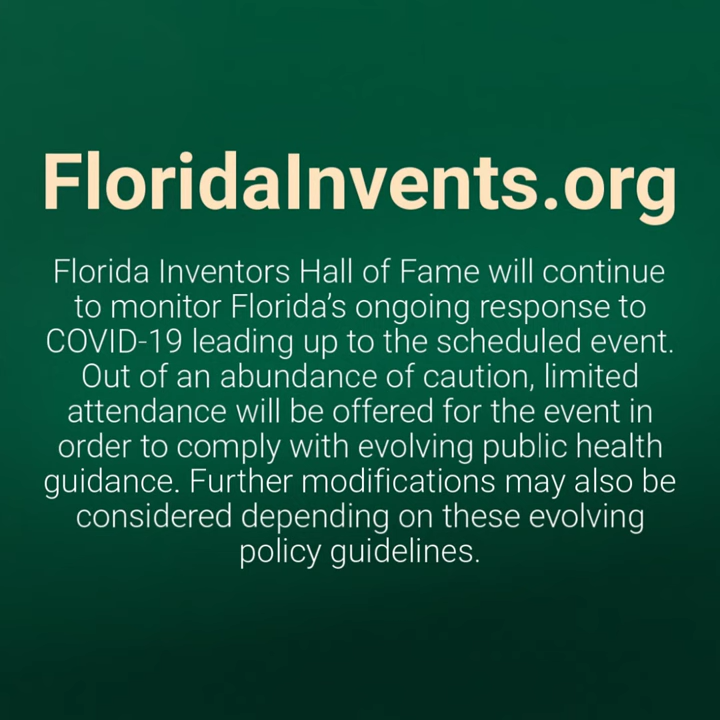 FloridaInvents.org
Florida Inventors Hall of Fame will continue
to monitor Florida's ongoing response to
COVID-19 leading up to the scheduled event.
Out of an abundance of caution, limited
attendance will be offered for the event in
order to comply with evolving public health
guidance. Further modifications may also be
considered depending on these evolving
policy guidelines.